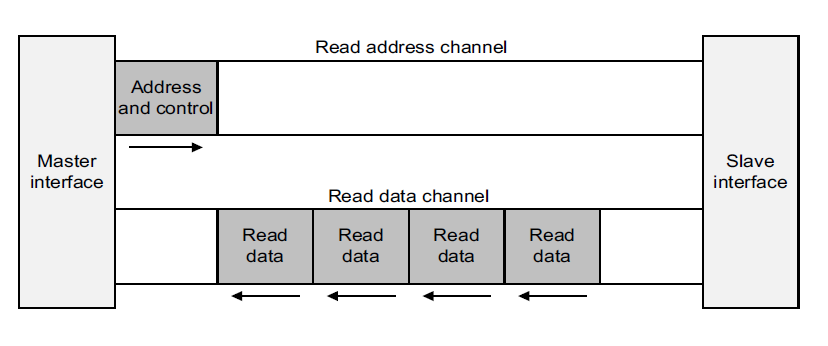 Read address channel
Address
and control
Master
interface
Slave
interface
Read data channel
Read
data
Read
data
Read
data
Read
data